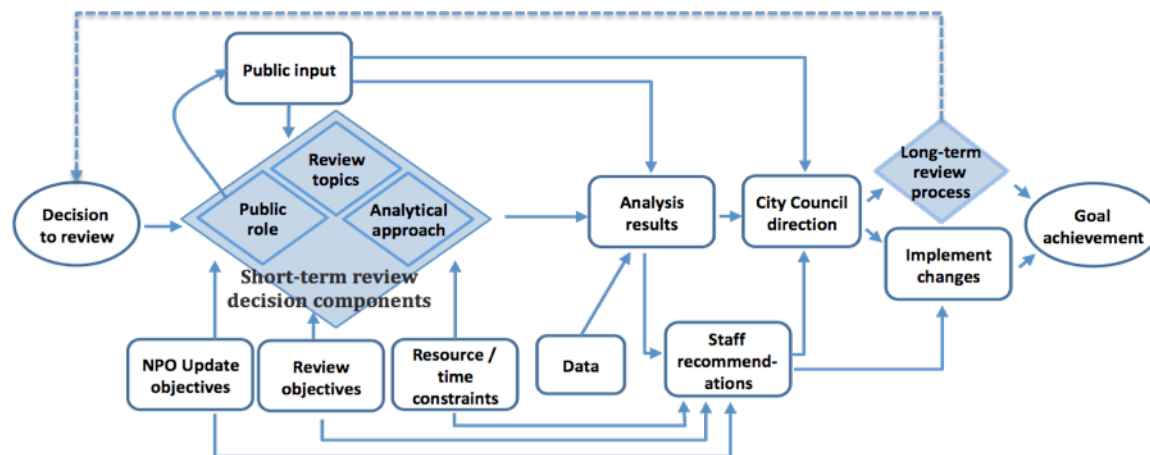 Public input
Review
topics
Public
role
Analytical
approach
Short-term review
decision components
Decision
to review
Analysis
results
City Council
direction
Long-term
review
process
Goal
achievement
Implement
changes
NPO Update
objectives
Review
objectives
Resource /
time
constraints
Data
Staff
recommend-
ations